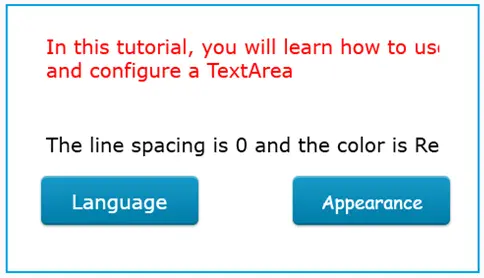 In this tutorial, you will learn how to use
and configure a TextArea
The line spacing is 0 and the color is Re
Language
Appearance